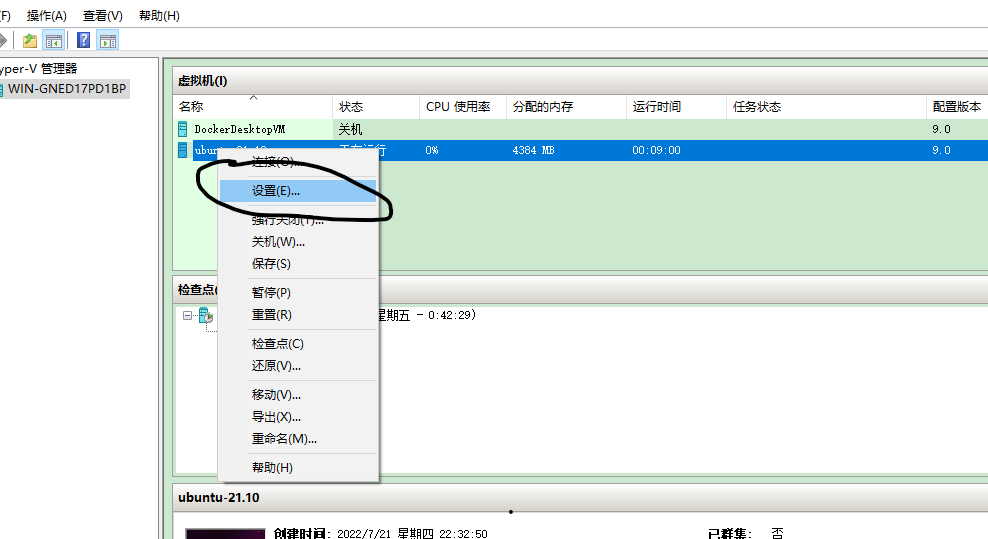 (F) 操作(A) 查看(V) 帮助(H)
yper-V 管理器
WIN-GNED17PD1BP
虚拟机(I)
名称 状态 CPU 使用率 分配的内存 运行时间 任务状态 配置版本
DockerDesktopVM 关机 9.0
正在运行 0% 4384 MB 00:09:00 9.0
连接(O)...
设置(E)...
强行关闭(T)...
关机(W)...
保存(S)
暂停(P)
重置(R)
检查点(C)
还原(V)...
移动(V)...
导出(X)...
重命名(M)...
帮助(H)
检查点(
星期五 - 0:42:29)
ubuntu-21.10
创建时间: 2022/7/21 星期四 22:32:50 已群集: 否